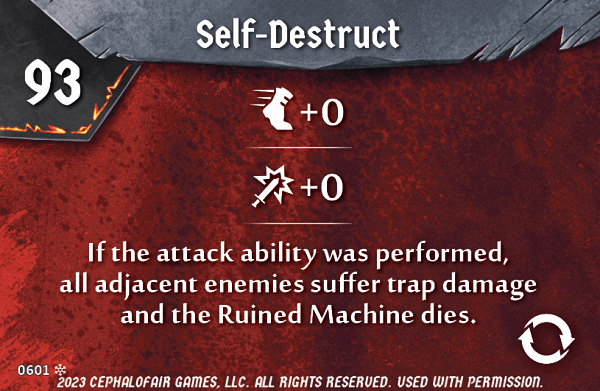 Self-Destruct
93
+0
+0
If the attack ability was performed,
all adjacent enemies suffer trap damage
and the Ruined Machine dies.
0601
2023 CEPHALOFAIR GAMES, LLC. ALL RIGHTS RESERVED. USED WITH PERMISSION.